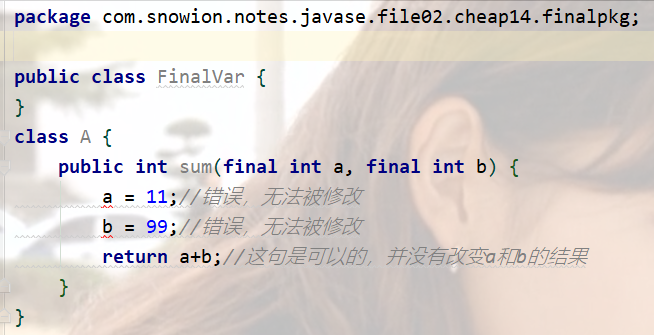 package com.snowion.notes.javase.file02.cheap14.finalpkg;
public class FinalVar {
}
class A {
public int sum(final int a, final int b) {
a = 11;//错误，无法被修改
b = 99;//错误，无法被修改
return a+b;//这句是可以的，并没有改变a和b的结果
}
}